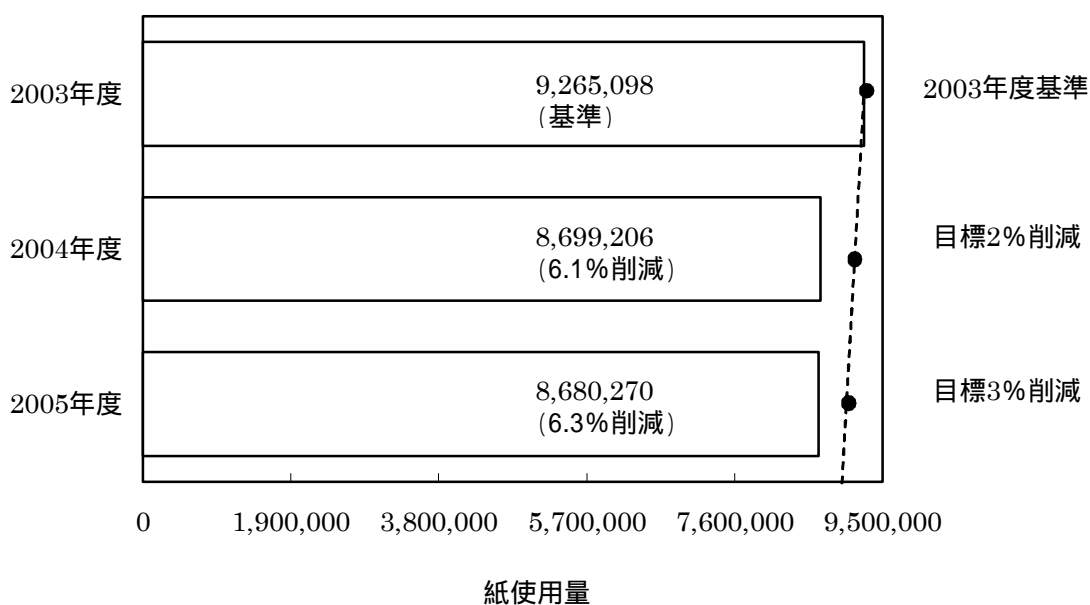 2003年度
9,265,098
(基準)
2003年度基準
2004年度
8,699,206
(6.1%削減)
目標2%削減
2005年度
8,680,270
(6.3%削減)
目標3%削減
0 1,900,000 3,800,000 5,700,000 7,600,000 9,500,000
紙使用量